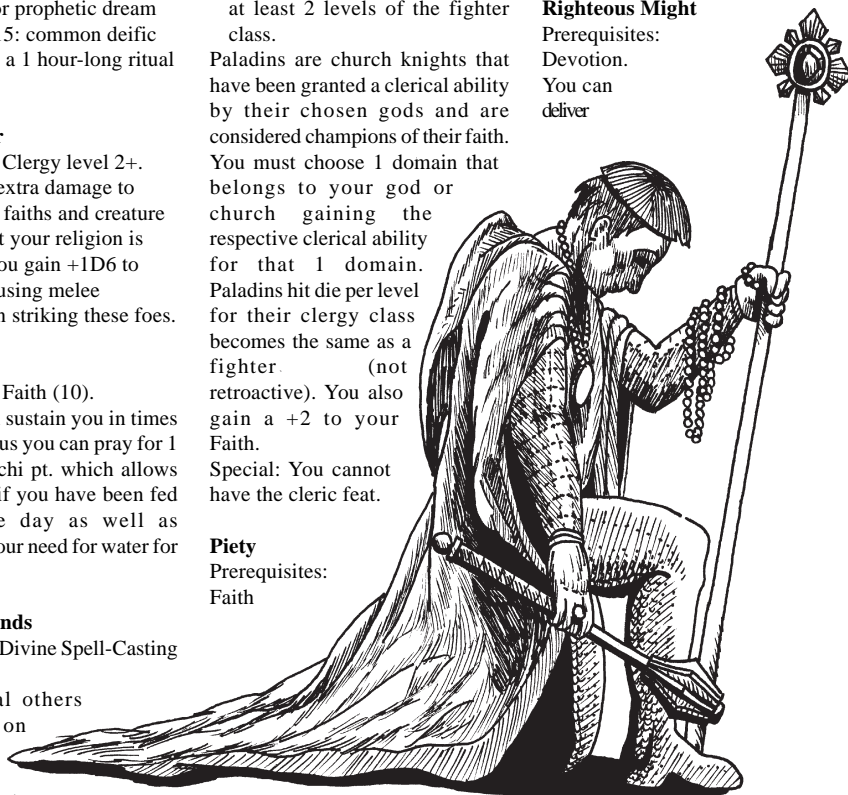 or prophetic dream
15: common deific
a 1 hour-long ritual
Clergy level 2+.
extra damage to
faiths and creature
your religion is
ou gain +1D6 to
using melee
striking these foes.
Faith (10).
sustain you in times
us you can pray for 1
chi pt. which allows
if you have been fed
day as well as
our need for water for
Divine Spell-Casting
others
on
at least 2 levels of the fighter
class.
Paladins are church knights that
have been granted a clerical ability
by their chosen gods and are
considered champions of their faith.
You must choose 1 domain that
belongs to your god or
church gaining the
respective clerical ability
for that 1 domain.
Paladins hit die per level
for their clergy class
becomes the same as a
fighter (not
retroactive). You also
gain a +2 to your
Faith.
Special: You cannot
have the cleric feat.
Piety
Prerequisites:
Faith
Righteous Might
Prerequisites:
Devotion.
You can
deliver